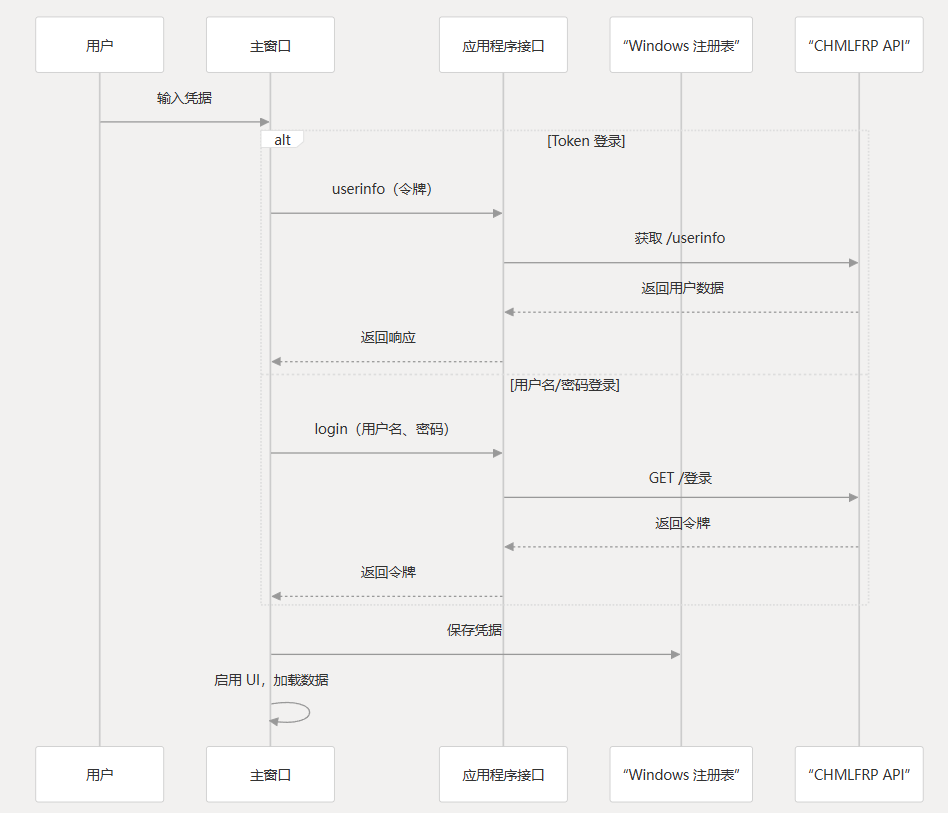 用户
主窗口
应用程序接口
“Windows 注册表”
“CHMLFRP API”
输入凭据
alt
[Token 登录]
userinfo（令牌）
获取 /userinfo
返回用户数据
返回响应
[用户名/密码登录]
login（用户名、密码）
GET /登录
返回令牌
返回令牌
保存凭据
启用 UI，加载数据
用户
主窗口
应用程序接口
“Windows 注册表”
“CHMLFRP API”